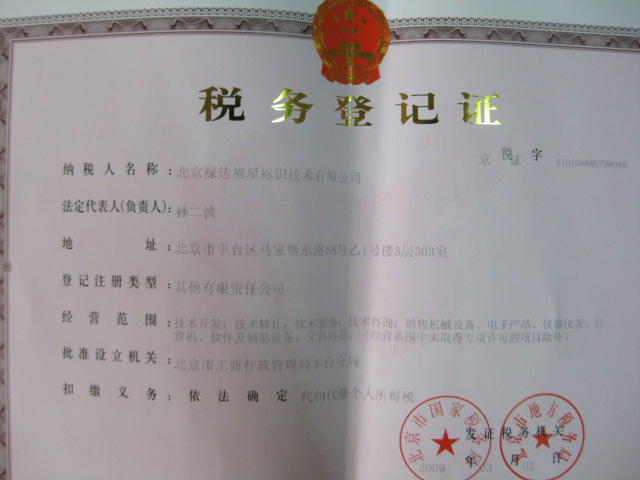 税务登记证
京 税 证 字 110106685798069
纳税人名称：北京禄达福星标识技术有限公司
法定代表人(负责人)：孙二波
地 址：北京市丰台区马家堡东路88号乙1号楼3层303室
登记注册类型：其他有限责任公司
经营范围：技术开发；技术转让；技术服务；技术咨询；销售机械设备、电子产品、仪器仪表、计
算机、软件及辅助设备、文具用品。（经营范围中未取得专项许可的项目除外）
批准设立机关：北京市工商行政管理局丰台分局
扣缴义务：依法确定 代扣代缴个人所得税
北京市国家税务局
北京市地方税务局
发证税务机关
2009 年 03 月 02 日